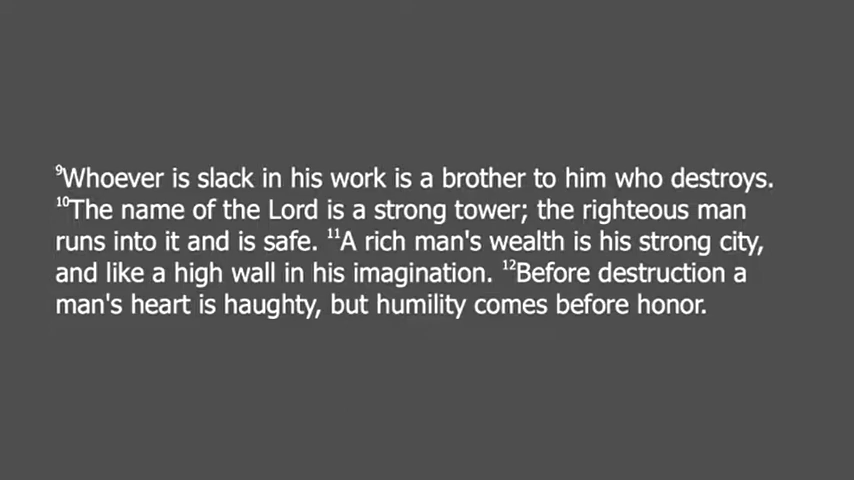 ⁹Whoever is slack in his work is a brother to him who destroys.
¹⁰The name of the Lord is a strong tower; the righteous man
runs into it and is safe. ¹¹A rich man's wealth is his strong city,
and like a high wall in his imagination. ¹²Before destruction a
man's heart is haughty, but humility comes before honor.